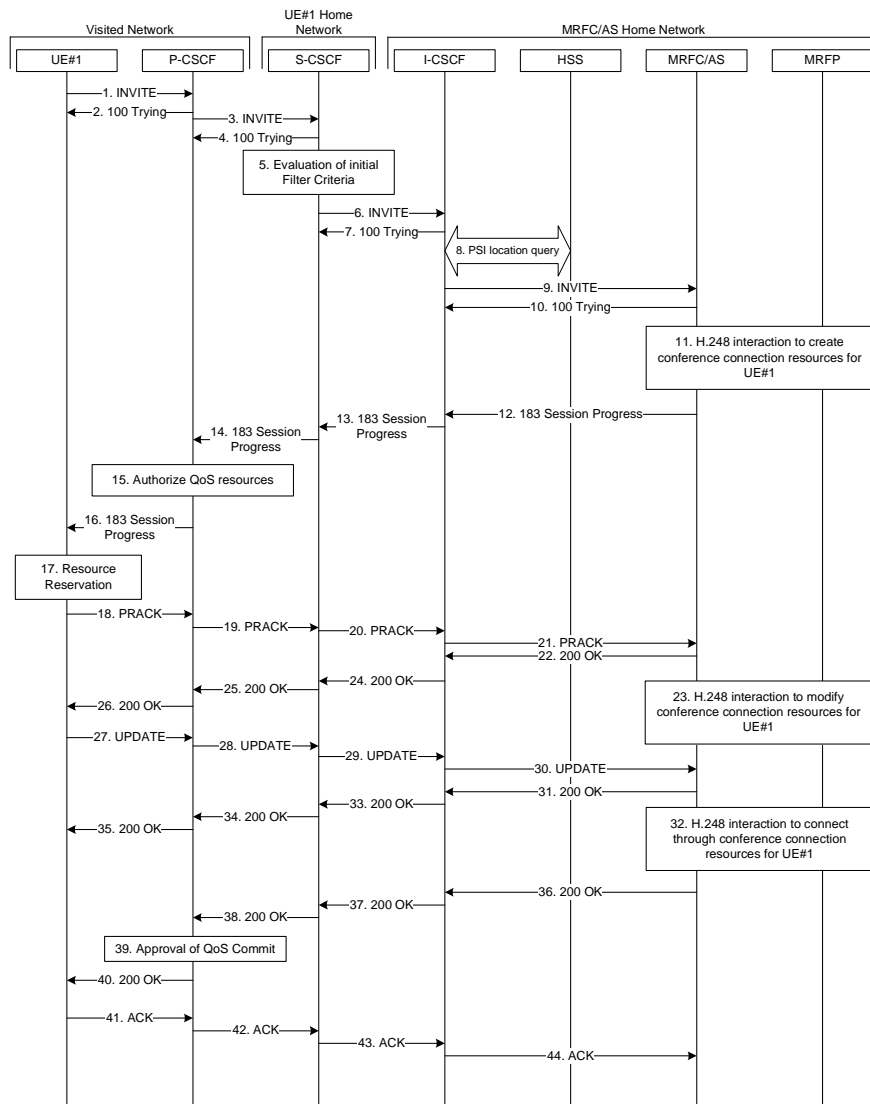 UE#1 Home
Network
Visited Network
MRFC/AS Home Network
UE#1
P-CSCF
S-CSCF
I-CSCF
HSS
MRFC/AS
MRFP
1. INVITE
2. 100 Trying
3. INVITE
4. 100 Trying
5. Evaluation of initial
Filter Criteria
6. INVITE
7. 100 Trying
8. PSI location query
9. INVITE
10. 100 Trying
11. H.248 interaction to create
conference connection resources for
UE#1
12. 183 Session Progress
13. 183 Session
Progress
14. 183 Session
Progress
15. Authorize QoS resources
16. 183 Session
Progress
17. Resource
Reservation
18. PRACK
19. PRACK
20. PRACK
21. PRACK
22. 200 OK
23. H.248 interaction to modify
conference connection resources for
UE#1
24. 200 OK
25. 200 OK
26. 200 OK
27. UPDATE
28. UPDATE
29. UPDATE
30. UPDATE
31. 200 OK
32. H.248 interaction to connect
through conference connection
resources for UE#1
33. 200 OK
34. 200 OK
35. 200 OK
36. 200 OK
37. 200 OK
38. 200 OK
39. Approval of QoS Commit
40. 200 OK
41. ACK
42. ACK
43. ACK
44. ACK